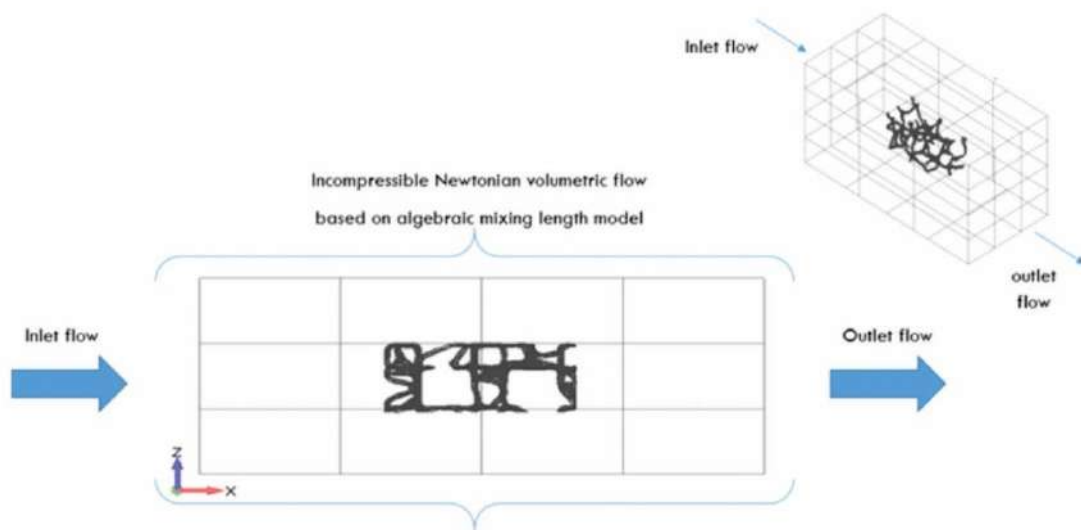 Inlet flow
outlet
flow
Incompressible Newtonian volumetric flow
based on algebraic mixing length model
Inlet flow
Outlet flow
Z
X